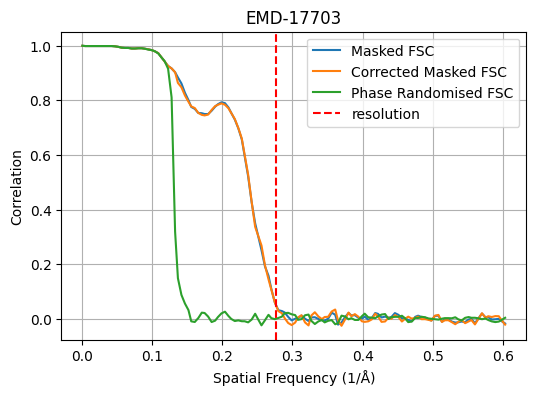 EMD-17703
Masked FSC
Corrected Masked FSC
Phase Randomised FSC
resolution
Correlation
1.0
0.8
0.6
0.4
0.2
0.0
0.0 0.1 0.2 0.3 0.4 0.5 0.6
Spatial Frequency (1/Å)